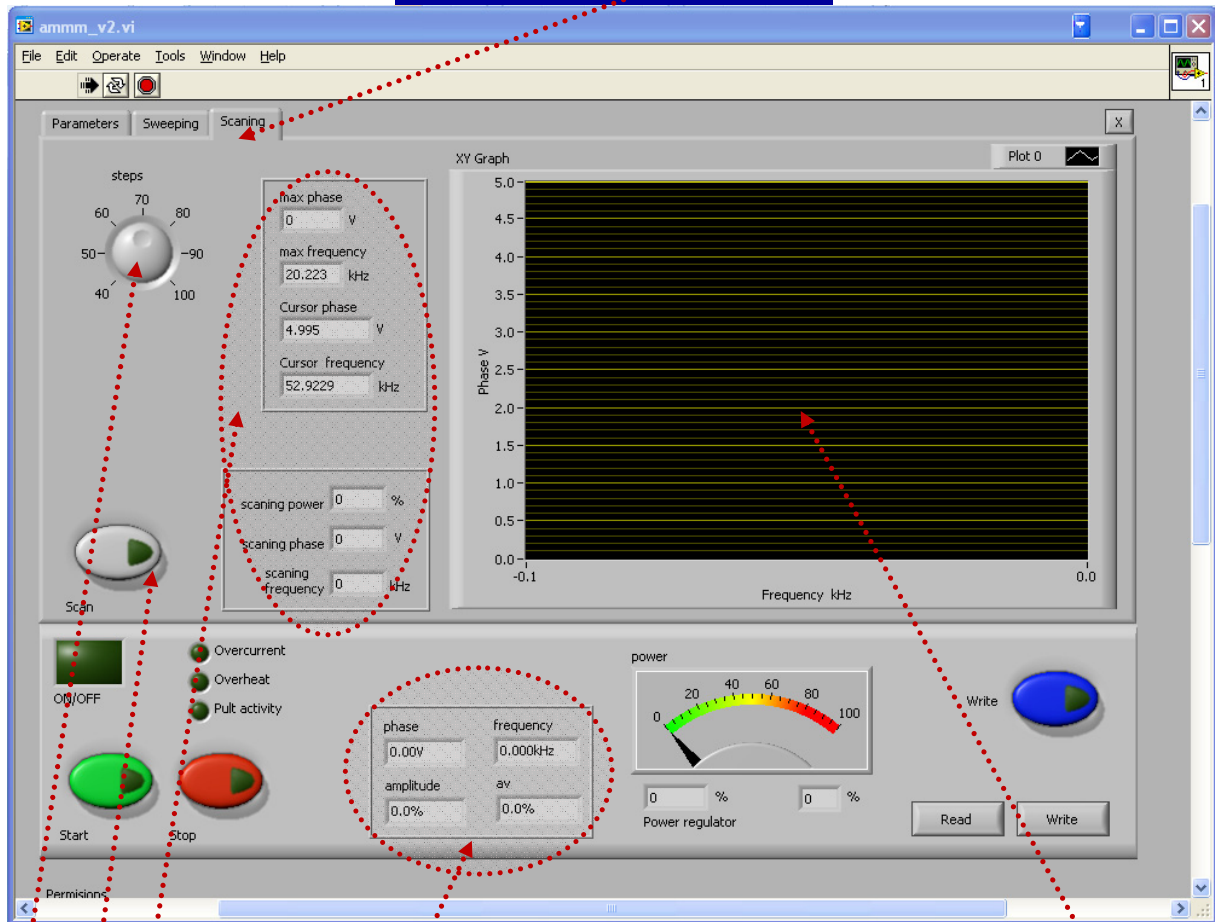 ammm_v2.vi
File Edit Operate Tools Window Help
1
Parameters Sweeping Scaning X
steps
40 50 60 70 80 90 100
max phase
0 V
max frequency
20.223 kHz
Cursor phase
4.995 V
Cursor frequency
52.9229 kHz
scaning power 0 %
scaning phase 0 V
scaning
frequency 0 kHz
Scan
XY Graph
Plot 0
5.0
4.5
4.0
3.5
3.0
2.5
2.0
1.5
1.0
0.5
0.0
Phase V
-0.1 0.0
Frequency kHz
ON/OFF
Overcurrent
Overheat
Pult activity
Start Stop
phase frequency
0.00V 0.000kHz
amplitude av
0.0% 0.0%
power
0 20 40 60 80 100
0 % 0 %
Power regulator
Write
Read Write
Permisions